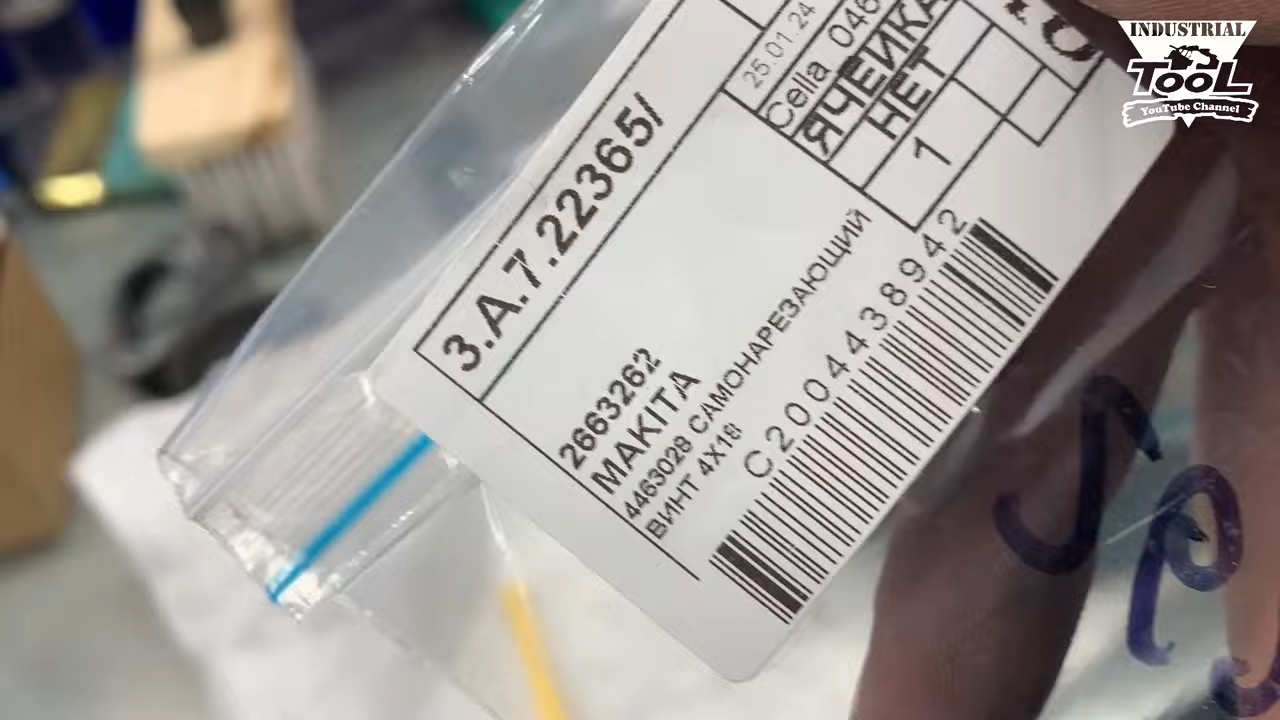 3.А.7.22365/
25.01.24
Cella 046
ЯЧЕЙКА
НЕТ
1
2663262
MAKITA
4463028 САМОНАРЕЗАЮЩИЙ
ВИНТ 4X18
C2004438942
INDUSTRIAL
TOOL
YouTube Channel